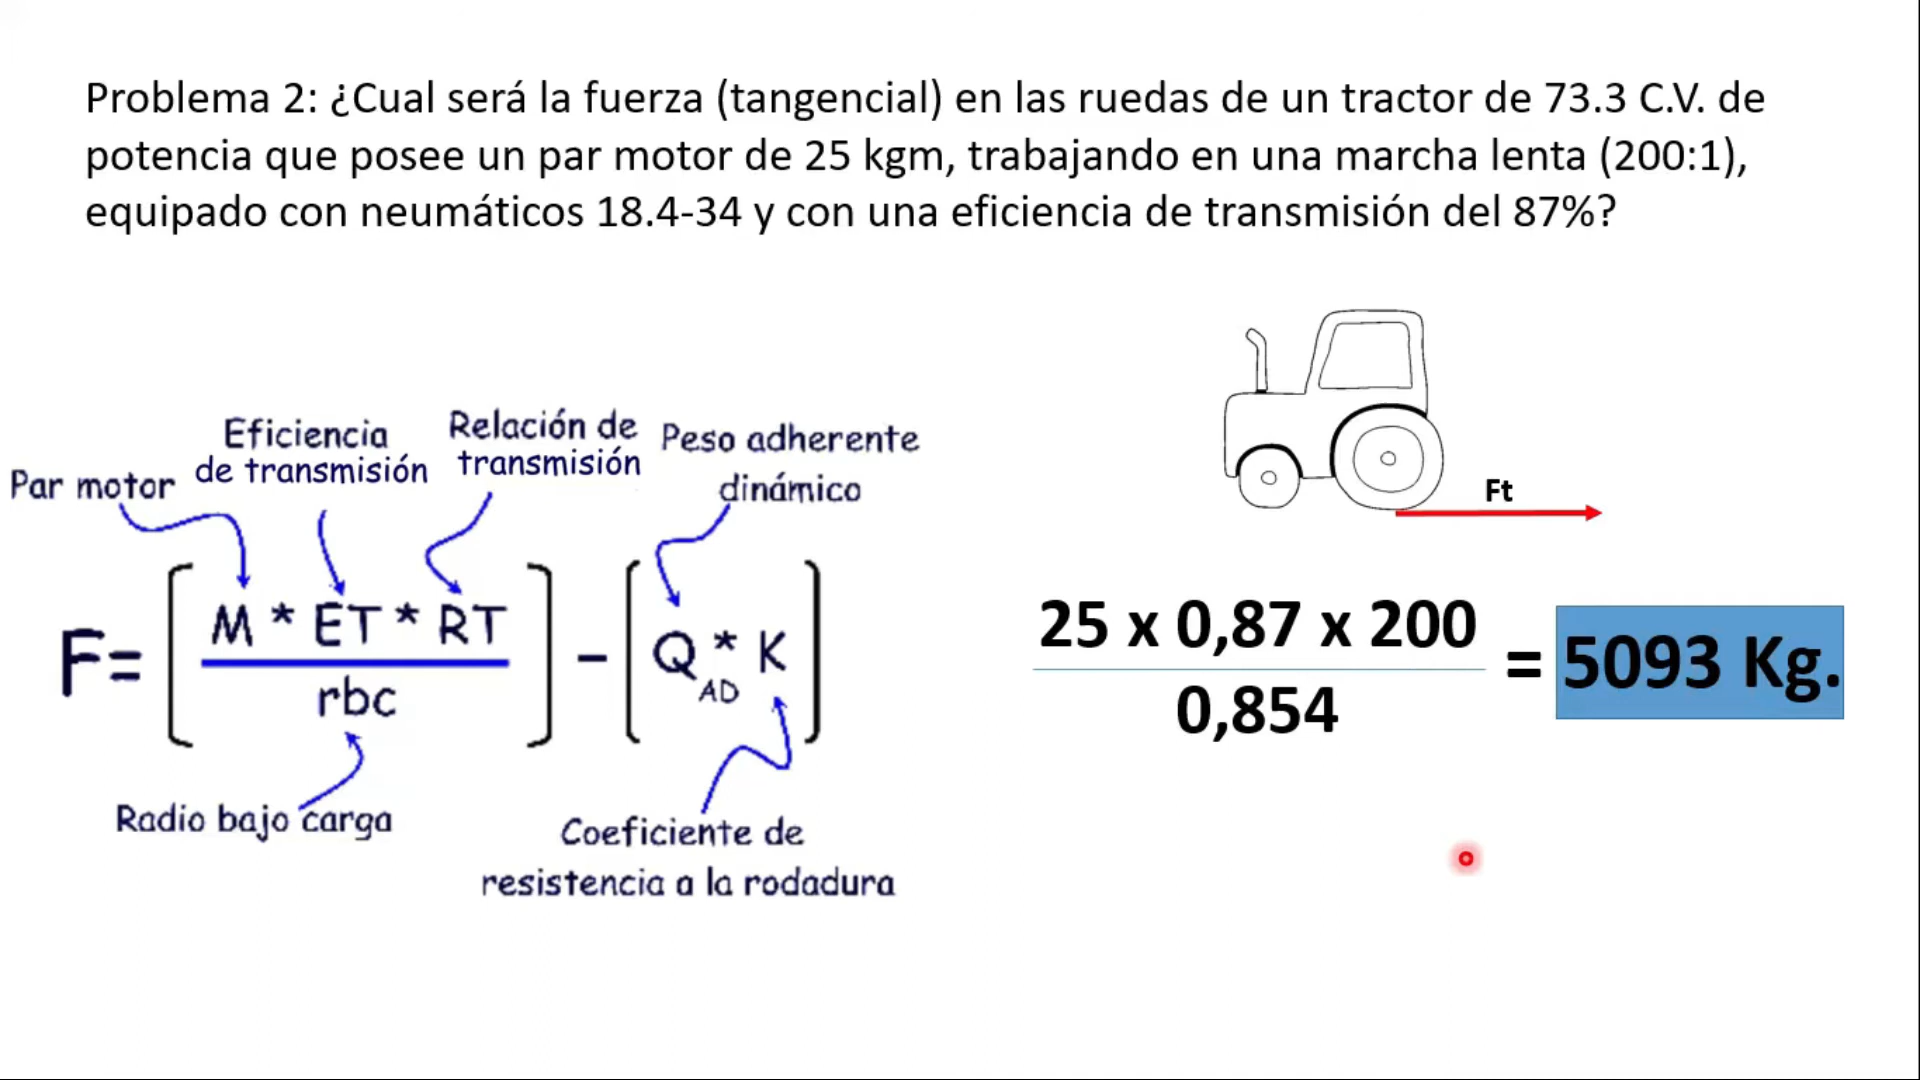 Problema 2: ¿Cual será la fuerza (tangencial) en las ruedas de un tractor de 73.3 C.V. de
potencia que posee un par motor de 25 kgm, trabajando en una marcha lenta (200:1),
equipado con neumáticos 18.4-34 y con una eficiencia de transmisión del 87%?
Par motor
Eficiencia
de transmisión
Relación de
transmisión
Peso adherente
dinámico
F= [ M * ET * RT / rbc ] - [ Q AD * K ]
Radio bajo carga
Coeficiente de
resistencia a la rodadura
Ft
25 x 0,87 x 200
0,854
= 5093 Kg.